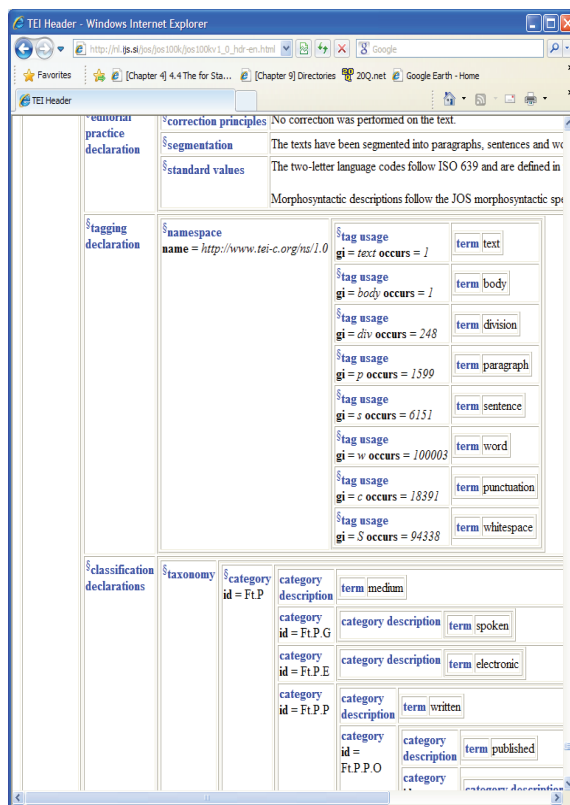 TEI Header - Windows Internet Explorer
http://nl.ijs.si/jos/jos100k/jos100kv1_0_hdr-en.html
Google
Favorites
[Chapter 4] 4.4 The for Sta...
[Chapter 9] Directories
20Q.net
Google Earth - Home
TEI Header
§editorial practice declaration
§correction principles No correction was performed on the text.
§segmentation The texts have been segmented into paragraphs, sentences and
§standard values The two-letter language codes follow ISO 639 and are defined in
Morphosyntactic descriptions follow the JOS morphosyntactic
§tagging declaration
§namespace
name = http://www.tei-c.org/ns/1.0
§tag usage
gi = text occurs = 1
term text
§tag usage
gi = body occurs = 1
term body
§tag usage
gi = div occurs = 248
term division
§tag usage
gi = p occurs = 1599
term paragraph
§tag usage
gi = s occurs = 6151
term sentence
§tag usage
gi = w occurs = 100003
term word
§tag usage
gi = c occurs = 18391
term punctuation
§tag usage
gi = S occurs = 94338
term whitespace
§classification declarations
§taxonomy
§category
id = Ft.P
category description
term medium
category
id = Ft.P.G
category description term spoken
category
id = Ft.P.E
category description term electronic
category
id = Ft.P.P
category description
term written
category
id =
Ft.P.P.O
category description
term published
category
category description